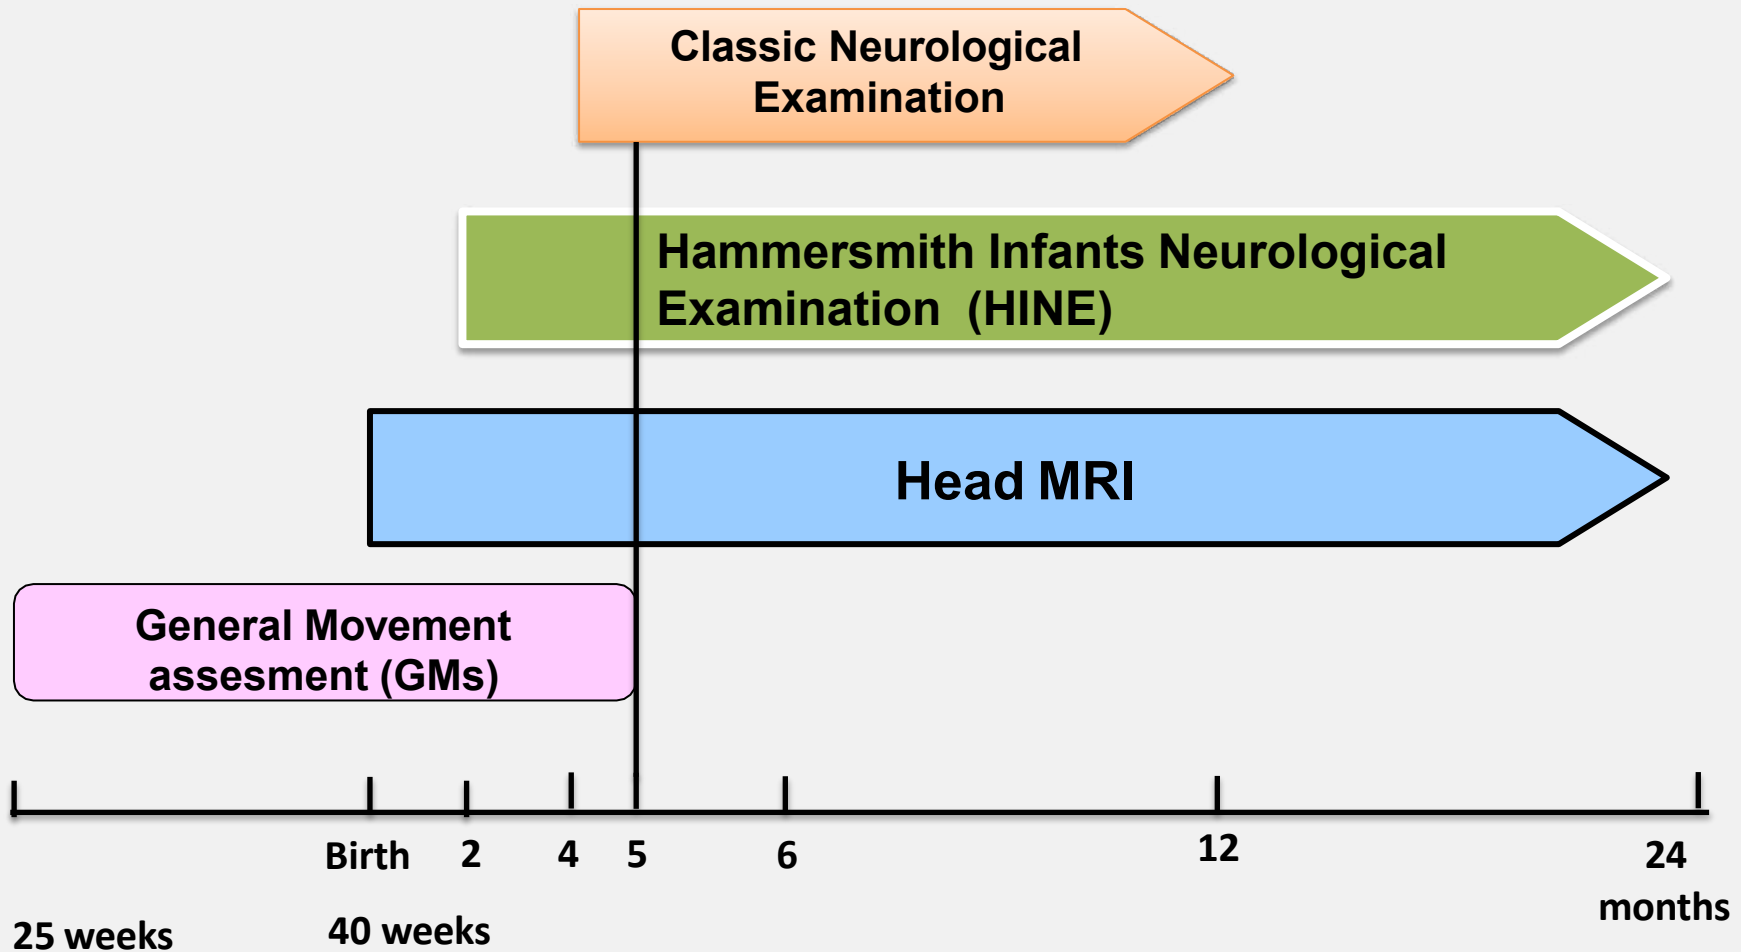 Classic Neurological
Examination
Hammersmith Infants Neurological
Examination (HINE)
Head MRI
General Movement
assesment (GMs)
Birth 2 4 5 6 12 24
months
25 weeks 40 weeks